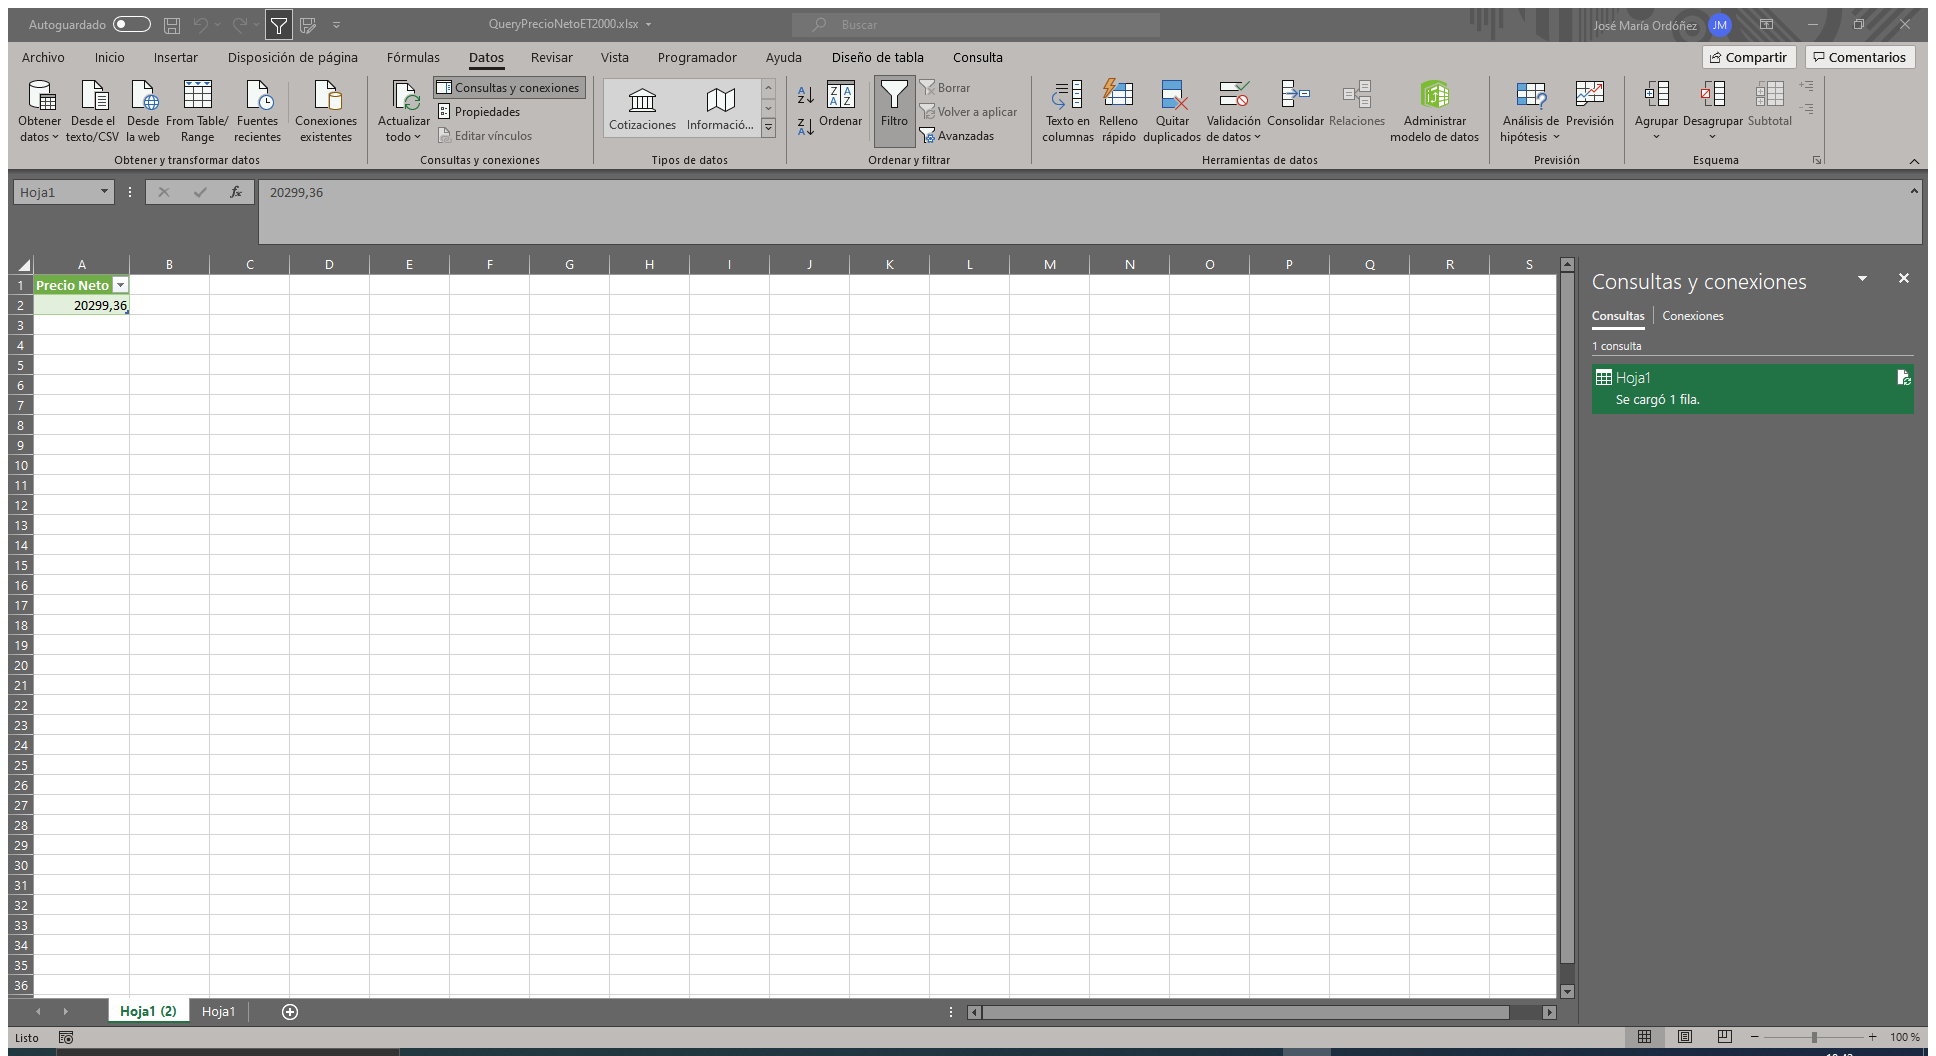 Autoguardado
QueryPrecioNetoET2000.xlsx
Buscar
José María Ordóñez
JM
Archivo Inicio Insertar Disposición de página Fórmulas Datos Revisar Vista Programador Ayuda Diseño de tabla Consulta
Compartir Comentarios
Obtener datos
Desde el texto/CSV
Desde la web
From Table/ Range
Fuentes recientes
Conexiones existentes
Obtener y transformar datos
Actualizar todo
Consultas y conexiones
Propiedades
Editar vínculos
Consultas y conexiones
Cotizaciones
Informació...
Tipos de datos
Ordenar
Filtro
Borrar
Volver a aplicar
Avanzadas
Ordenar y filtrar
Texto en columnas
Relleno rápido
Quitar duplicados
Validación de datos
Consolidar
Relaciones
Administrar modelo de datos
Herramientas de datos
Análisis de hipótesis
Previsión
Previsión
Agrupar
Desagrupar
Subtotal
Esquema
Hoja1
fx
20299,36
A B C D E F G H I J K L M N O P Q R S
1 Precio Neto
2 20299,36
3
4
5
6
7
8
9
10
11
12
13
14
15
16
17
18
19
20
21
22
23
24
25
26
27
28
29
30
31
32
33
34
35
36
Consultas y conexiones
Consultas Conexiones
1 consulta
Hoja1
Se cargó 1 fila.
Hoja1 (2) Hoja1
Listo
100 %